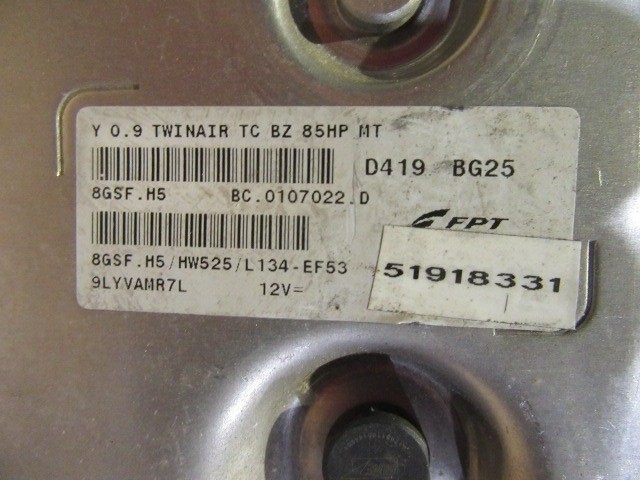 Y 0.9 TWINAIR TC BZ 85HP MT
D419 BG25
8GSF.H5 BC.0107022.D
FPT
8GSF.H5/HW525/L134-EF53
51918331
9LYVAMR7L 12V=